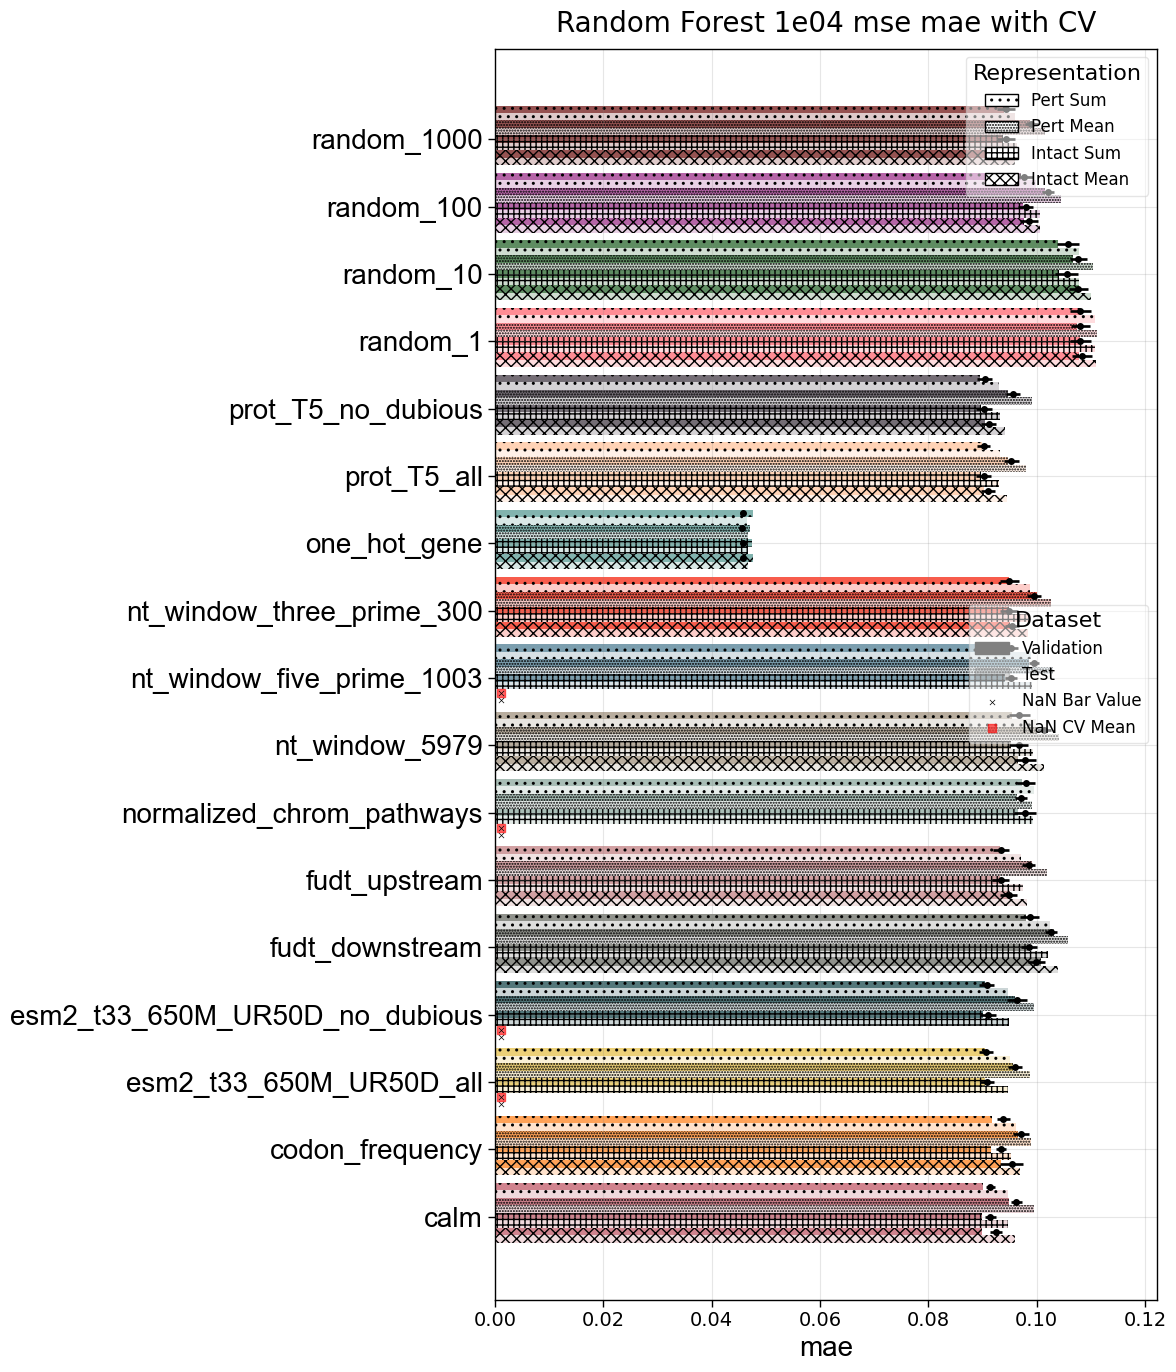 Random Forest 1e04 mse mae with CV
Representation
Pert Sum
Pert Mean
Intact Sum
Intact Mean
random_1000
random_100
random_10
random_1
prot_T5_no_dubious
prot_T5_all
one_hot_gene
nt_window_three_prime_300
Dataset
Validation
Test
NaN Bar Value
NaN CV Mean
nt_window_five_prime_1003
nt_window_5979
normalized_chrom_pathways
fudt_upstream
fudt_downstream
esm2_t33_650M_UR50D_no_dubious
esm2_t33_650M_UR50D_all
codon_frequency
calm
0.00 0.02 0.04 0.06 0.08 0.10 0.12
mae